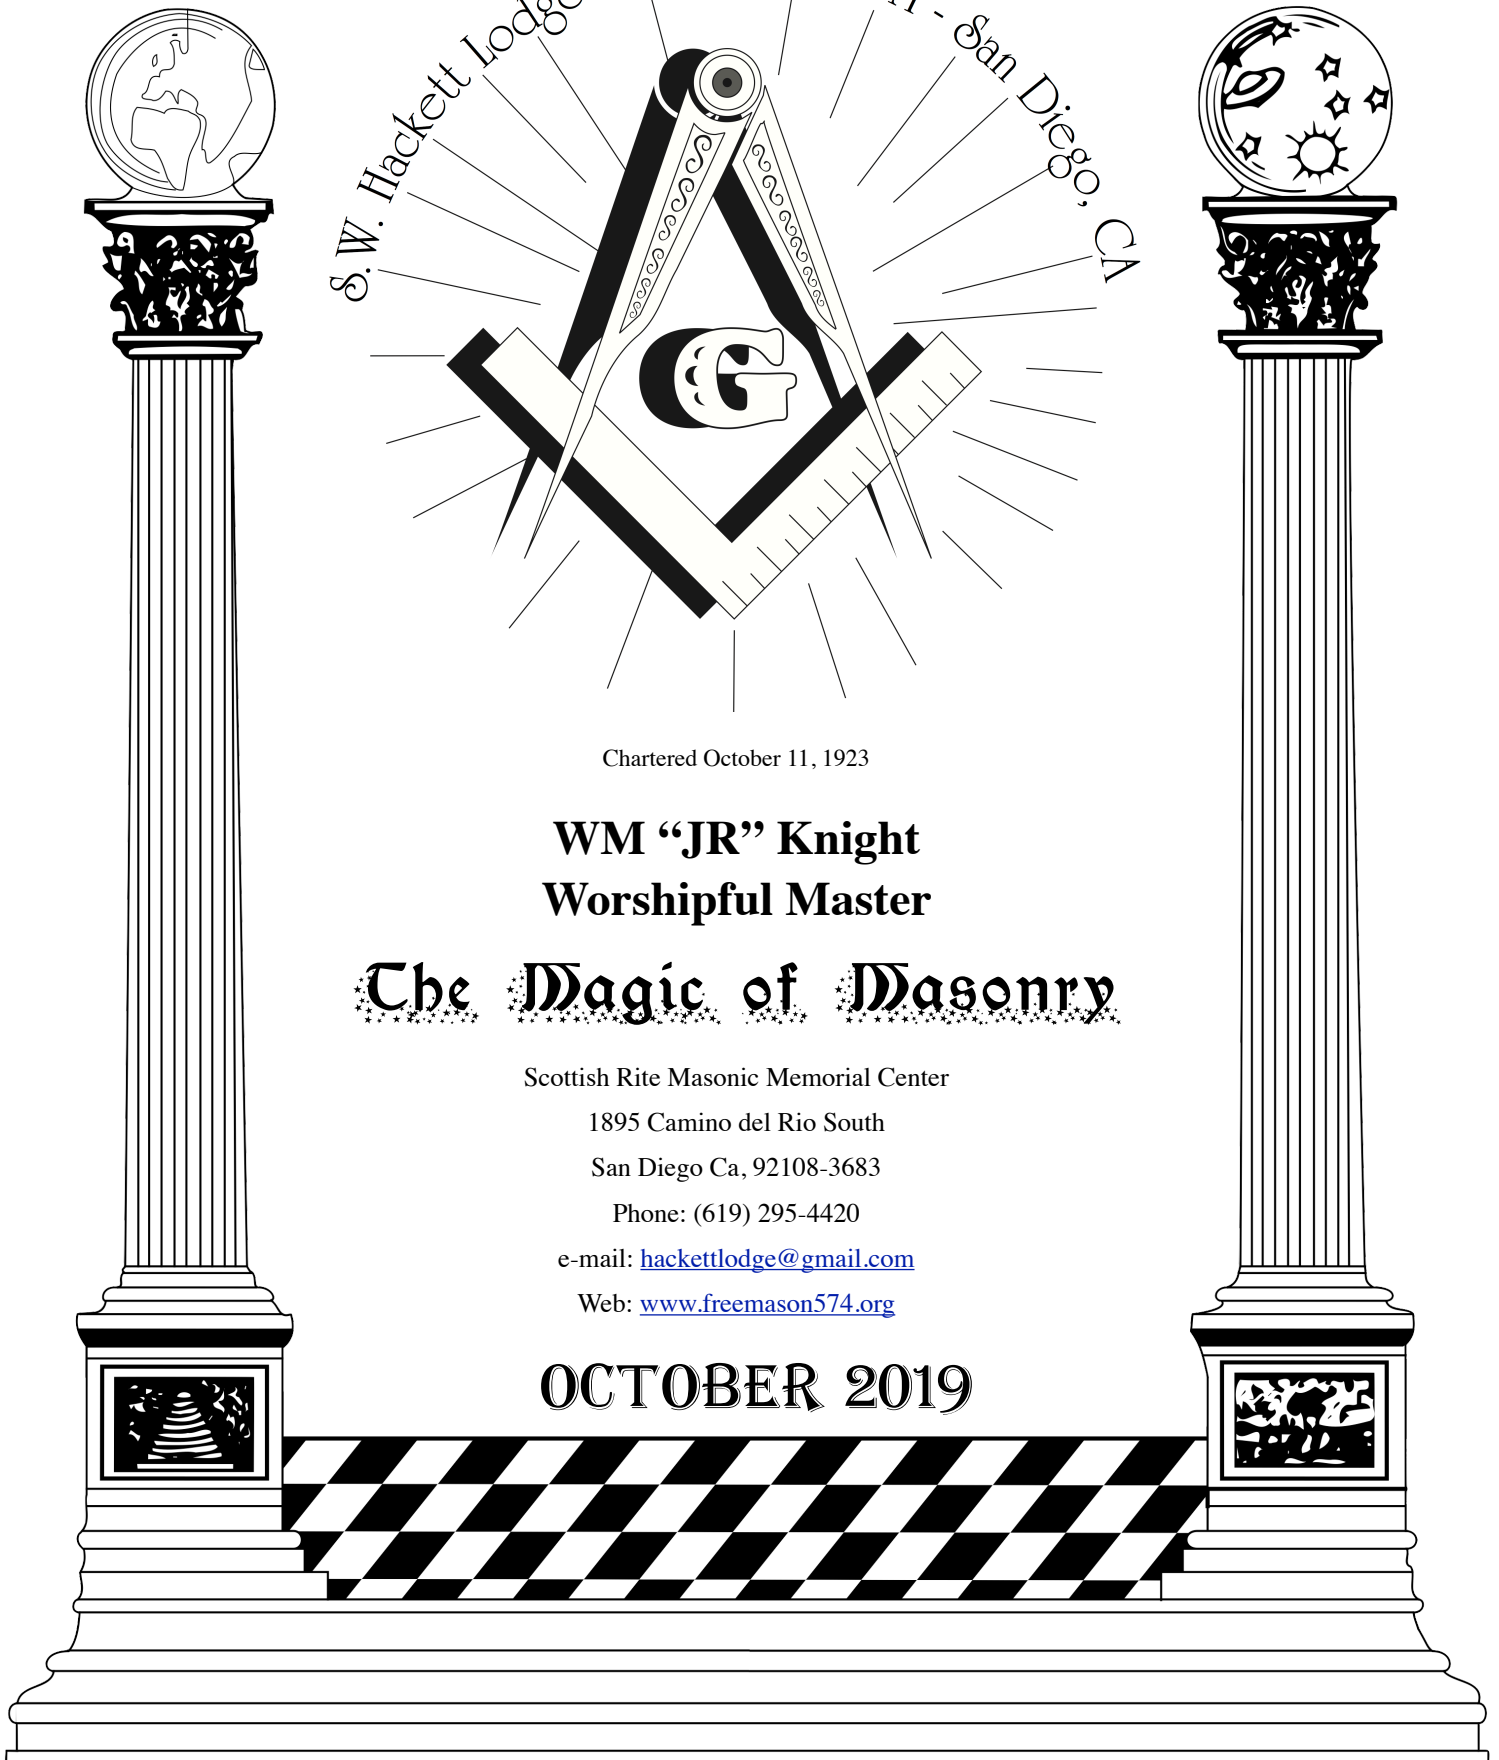 S.W. Hackett Lodge
- San Diego, CA
G
Chartered October 11, 1923
WM “JR” Knight
Worshipful Master
The Magic of Masonry
Scottish Rite Masonic Memorial Center
1895 Camino del Rio South
San Diego Ca, 92108-3683
Phone: (619) 295-4420
e-mail: hackettlodge@gmail.com
Web: www.freemason574.org
OCTOBER 2019